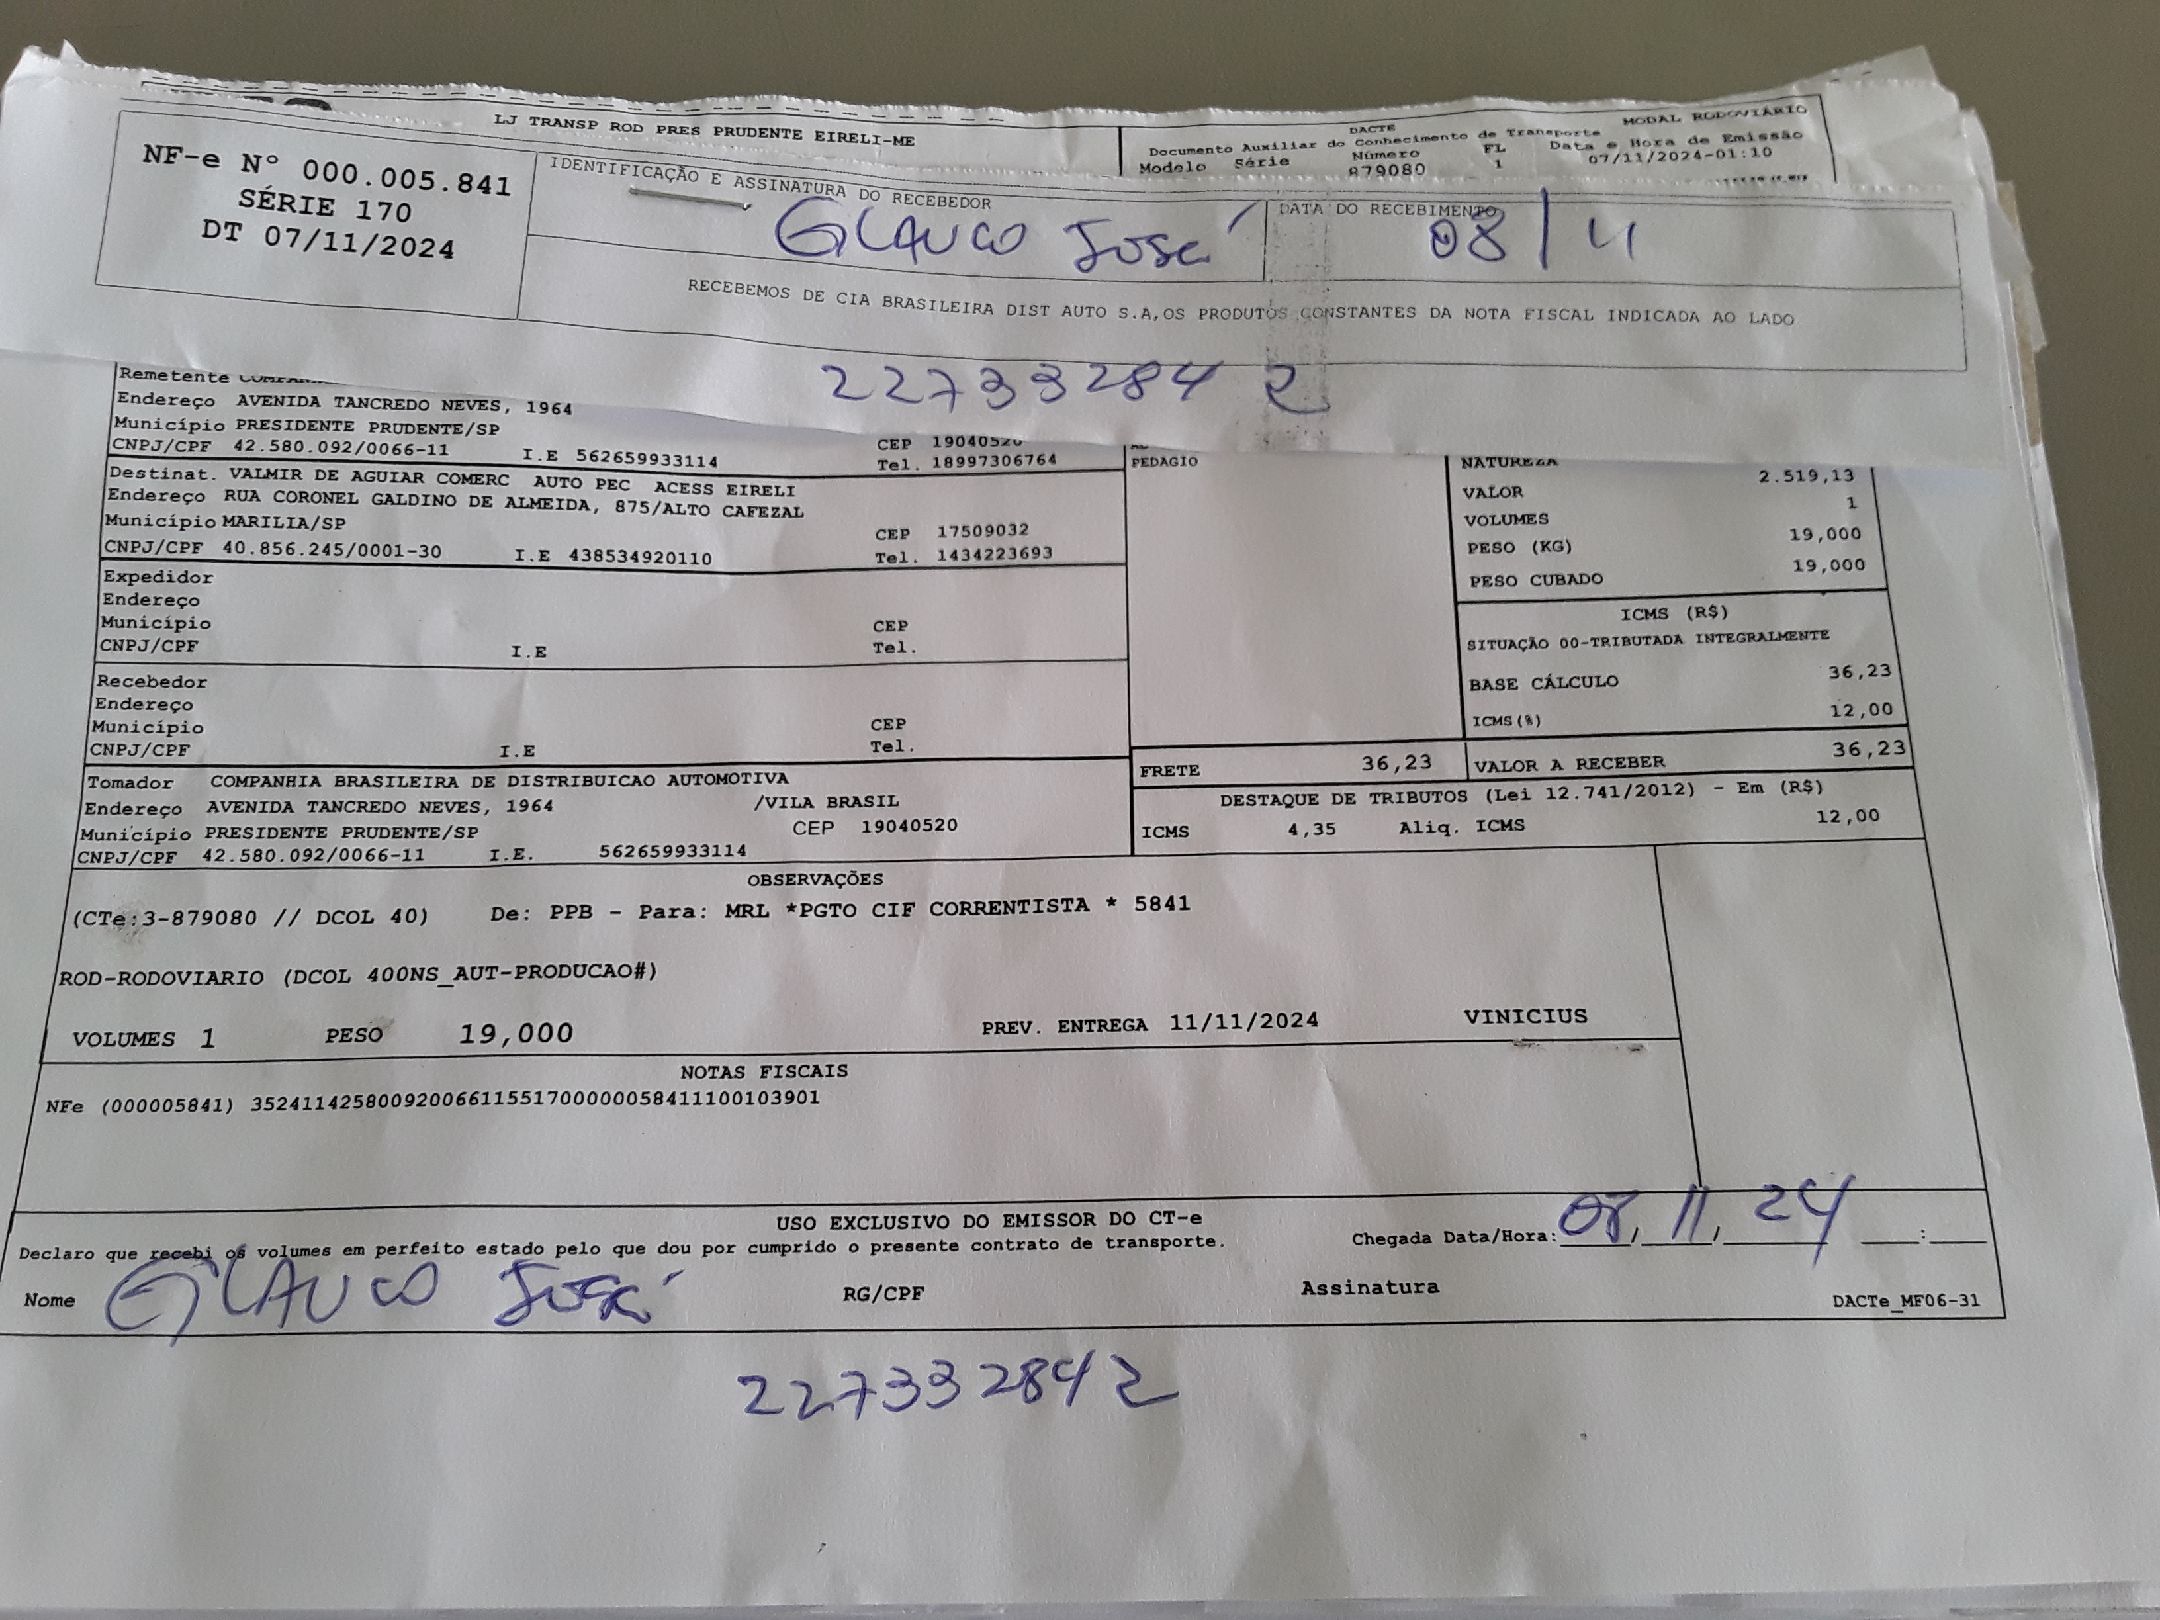 LJ TRANSP ROD PRES PRUDENTE EIRELI-ME
DACTE
MODAL RODOVIÁRIO
Documento Auxiliar do Conhecimento de Transporte
Modelo Série Número FL Data e Hora de Emissão
879080 1 07/11/2024-01:10
NF-e N° 000.005.841
SÉRIE 170
DT 07/11/2024
IDENTIFICAÇÃO E ASSINATURA DO RECEBEDOR
GLAUCO José
DATA DO RECEBIMENTO
08/11
RECEBEMOS DE CIA BRASILEIRA DIST AUTO S.A,OS PRODUTOS CONSTANTES DA NOTA FISCAL INDICADA AO LADO
227332842
Remetente
Endereço AVENIDA TANCREDO NEVES, 1964
Município PRESIDENTE PRUDENTE/SP CEP 19040520
CNPJ/CPF 42.580.092/0066-11 I.E 562659933114 Tel. 18997306764
Destinat. VALMIR DE AGUIAR COMERC AUTO PEC ACESS EIRELI
Endereço RUA CORONEL GALDINO DE ALMEIDA, 875/ALTO CAFEZAL
Município MARILIA/SP CEP 17509032
CNPJ/CPF 40.856.245/0001-30 I.E 438534920110 Tel. 1434223693
Expedidor
Endereço
Município CEP
CNPJ/CPF I.E Tel.
Recebedor
Endereço
Município CEP
CNPJ/CPF I.E Tel.
Tomador COMPANHIA BRASILEIRA DE DISTRIBUICAO AUTOMOTIVA
Endereço AVENIDA TANCREDO NEVES, 1964 /VILA BRASIL
Município PRESIDENTE PRUDENTE/SP CEP 19040520
CNPJ/CPF 42.580.092/0066-11 I.E. 562659933114
PEDAGIO
NATUREZA
VALOR 2.519,13
VOLUMES 1
PESO (KG) 19,000
PESO CUBADO 19,000
ICMS (R$)
SITUAÇÃO 00-TRIBUTADA INTEGRALMENTE
BASE CÁLCULO 36,23
ICMS(%) 12,00
FRETE 36,23 VALOR A RECEBER 36,23
DESTAQUE DE TRIBUTOS (Lei 12.741/2012) - Em (R$)
ICMS 4,35 Aliq. ICMS 12,00
OBSERVAÇÕES
(CTe:3-879080 // DCOL 40) De: PPB - Para: MRL *PGTO CIF CORRENTISTA * 5841
ROD-RODOVIARIO (DCOL 400NS_AUT-PRODUCAO#)
VOLUMES 1 PESO 19,000 PREV. ENTREGA 11/11/2024 VINICIUS
NOTAS FISCAIS
NFe (000005841) 35241142580092006611551700000058411100103901
USO EXCLUSIVO DO EMISSOR DO CT-e
Declaro que recebi os volumes em perfeito estado pelo que dou por cumprido o presente contrato de transporte.
Chegada Data/Hora: 08/11/24 ____:____
Nome GLAUCO José RG/CPF Assinatura
DACTe_MF06-31
227332842